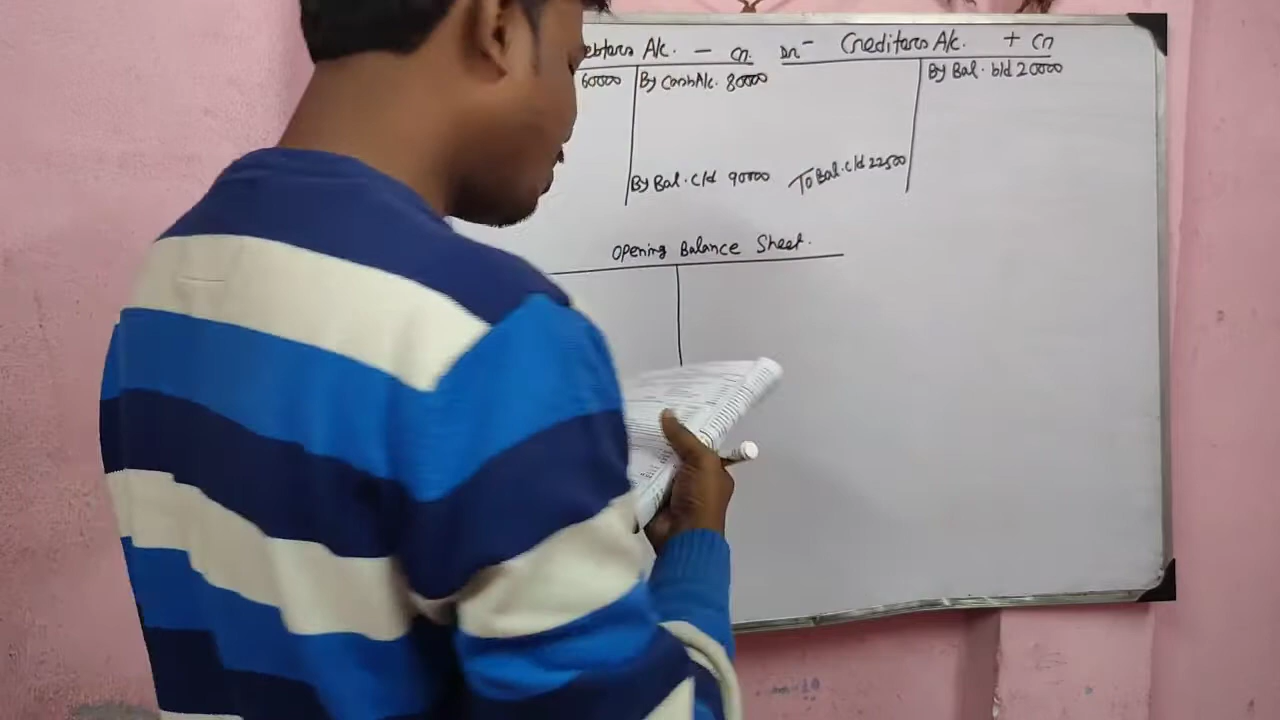 ebtors A/c. - Cr. Dr - Creditors A/c. + Cr
60000 By Cash A/c. 80000 By Bal. b/d 20000
By Bal. c/d 90000 To Bal. c/d 22500
Opening Balance Sheet.